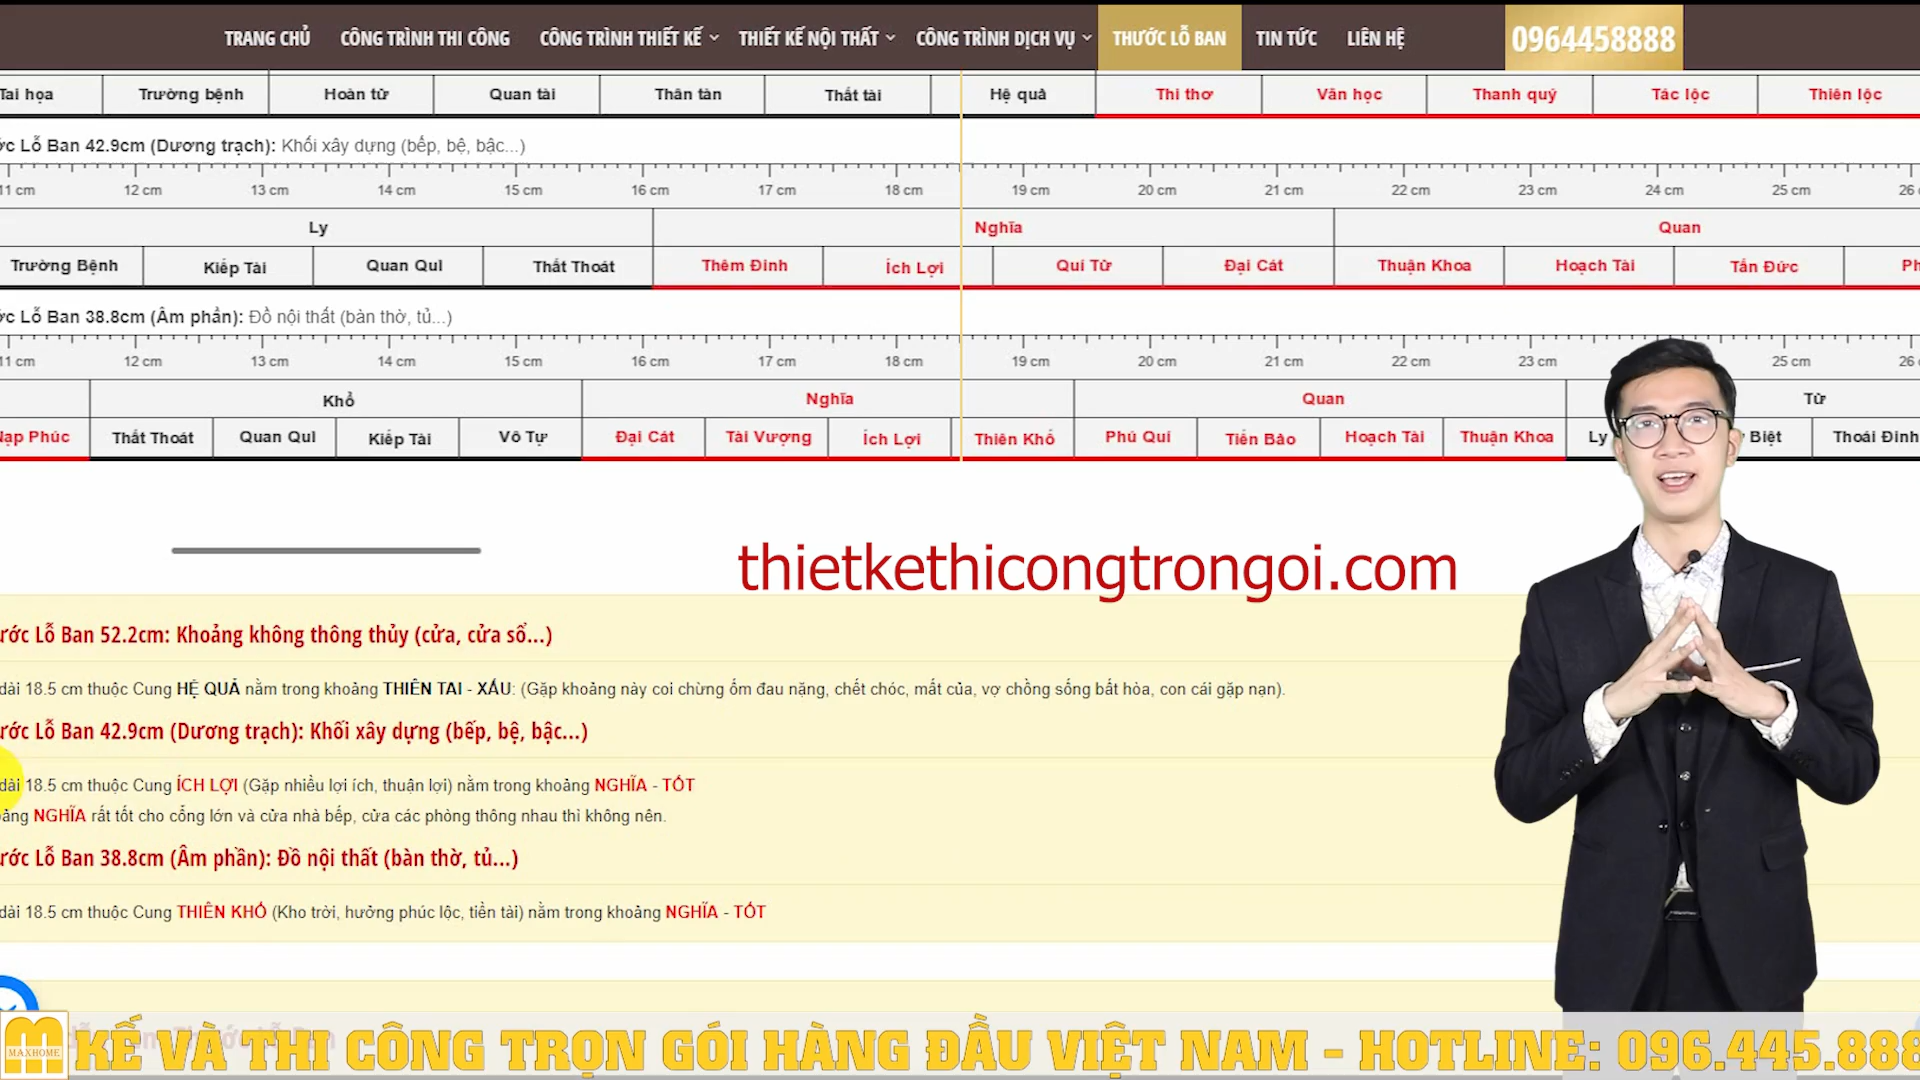 TRANG CHỦ CÔNG TRÌNH THI CÔNG CÔNG TRÌNH THIẾT KẾ THIẾT KẾ NỘI THẤT CÔNG TRÌNH DỊCH VỤ THƯỚC LỖ BAN TIN TỨC LIÊN HỆ 0964458888
Tai họa Trường bệnh Hoàn tử Quan tài Thân tàn Thất tài Hệ quả Thi thơ Văn học Thanh quý Tác lộc Thiên lộc
ớc Lỗ Ban 42.9cm (Dương trạch): Khối xây dựng (bếp, bệ, bậc...)
11 cm 12 cm 13 cm 14 cm 15 cm 16 cm 17 cm 18 cm 19 cm 20 cm 21 cm 22 cm 23 cm 24 cm 25 cm 26
Ly Nghĩa Quan
Trường Bệnh Kiếp Tài Quan Quỉ Thất Thoát Thêm Đinh Ích Lợi Quí Tử Đại Cát Thuận Khoa Hoạch Tài Tấn Đức Ph
ớc Lỗ Ban 38.8cm (Âm phần): Đồ nội thất (bàn thờ, tủ...)
11 cm 12 cm 13 cm 14 cm 15 cm 16 cm 17 cm 18 cm 19 cm 20 cm 21 cm 22 cm 23 cm 25 cm 26
Khổ Nghĩa Quan Tử
Nạp Phúc Thất Thoát Quan Quỉ Kiếp Tài Vô Tự Đại Cát Tài Vượng Ích Lợi Thiên Khố Phú Quí Tiến Bảo Hoạch Tài Thuận Khoa Ly Biệt Thoái Đinh
thietkethicongtrongoi.com
ước Lỗ Ban 52.2cm: Khoảng không thông thủy (cửa, cửa sổ...)
dài 18.5 cm thuộc Cung HỆ QUẢ nằm trong khoảng THIÊN TAI - XẤU: (Gặp khoảng này coi chừng ốm đau nặng, chết chóc, mất của, vợ chồng sống bất hòa, con cái gặp nạn).
ước Lỗ Ban 42.9cm (Dương trạch): Khối xây dựng (bếp, bệ, bậc...)
dài 18.5 cm thuộc Cung ÍCH LỢI (Gặp nhiều lợi ích, thuận lợi) nằm trong khoảng NGHĨA - TỐT
ảng NGHĨA rất tốt cho cổng lớn và cửa nhà bếp, cửa các phòng thông nhau thì không nên.
ước Lỗ Ban 38.8cm (Âm phần): Đồ nội thất (bàn thờ, tủ...)
dài 18.5 cm thuộc Cung THIÊN KHỐ (Kho trời, hưởng phúc lộc, tiền tài) nằm trong khoảng NGHĨA - TỐT
MAXHOME KẾ VÀ THI CÔNG TRỌN GÓI HÀNG ĐẦU VIỆT NAM - HOTLINE: 096.445.888